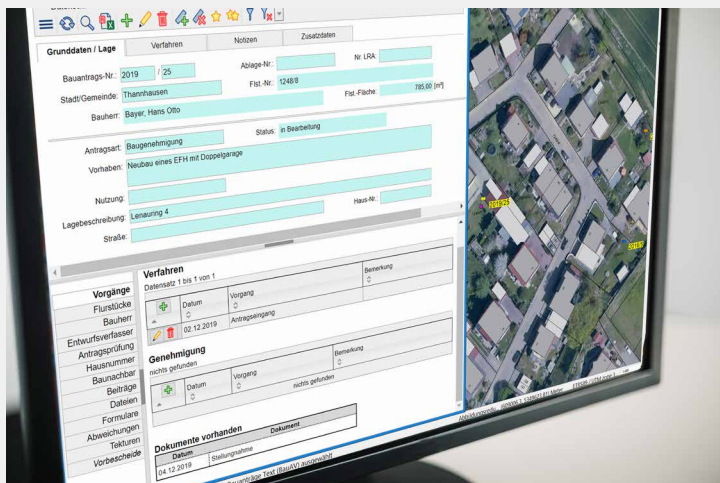 Grunddaten / Lage Verfahren Notizen Zusatzdaten
Bauantrags-Nr.: 2019 / 25 Ablage-Nr.: Nr. LRA:
Stadt/Gemeinde: Thannhausen Flst.-Nr.: 1248/8
Bauherr: Bayer, Hans Otto Flst.-Fläche: 785,00 [m²]
Antragsart: Baugenehmigung Status: in Bearbeitung
Vorhaben: Neubau eines EFH mit Doppelgarage
Nutzung:
Lagebeschreibung: Lenauring 4
Straße: Haus-Nr.:
Vorgänge
Flurstücke
Bauherr
Entwurfsverfasser
Antragsprüfung
Hausnummer
Baunachbar
Beiträge
Dateien
Formulare
Abweichungen
Tekturen
Vorbescheide
Verfahren
Datensatz 1 bis 1 von 1
Datum Vorgang Bemerkung
02.12.2019 Antragseingang
Genehmigung
nichts gefunden
Datum Vorgang Bemerkung
nichts gefunden
Dokumente vorhanden
Datum Dokument
04.12.2019 Stellungnahme
Bauanträge Text (BauAV) ausgewählt